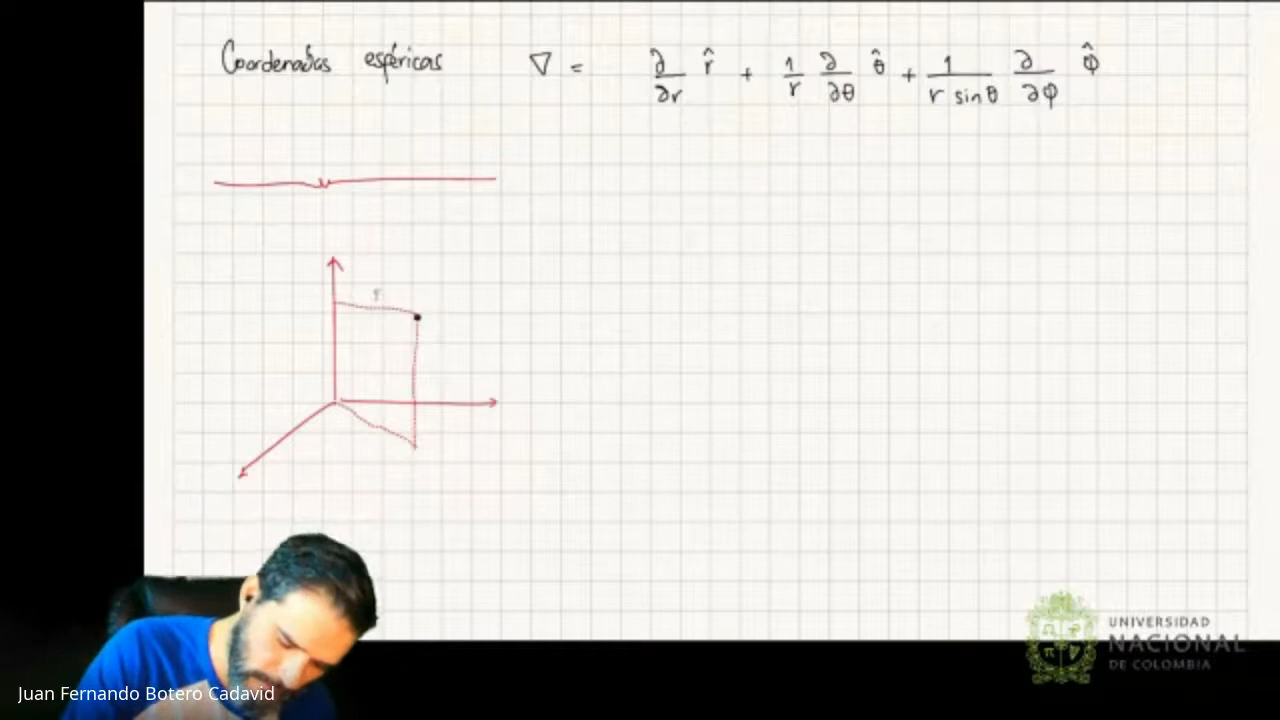 Coordenadas esféricas ∇ = ∂/∂r r̂ + 1/r ∂/∂θ θ̂ + 1/(r sinθ) ∂/∂φ φ̂
r
UNIVERSIDAD
NACIONAL
DE COLOMBIA
Juan Fernando Botero Cadavid